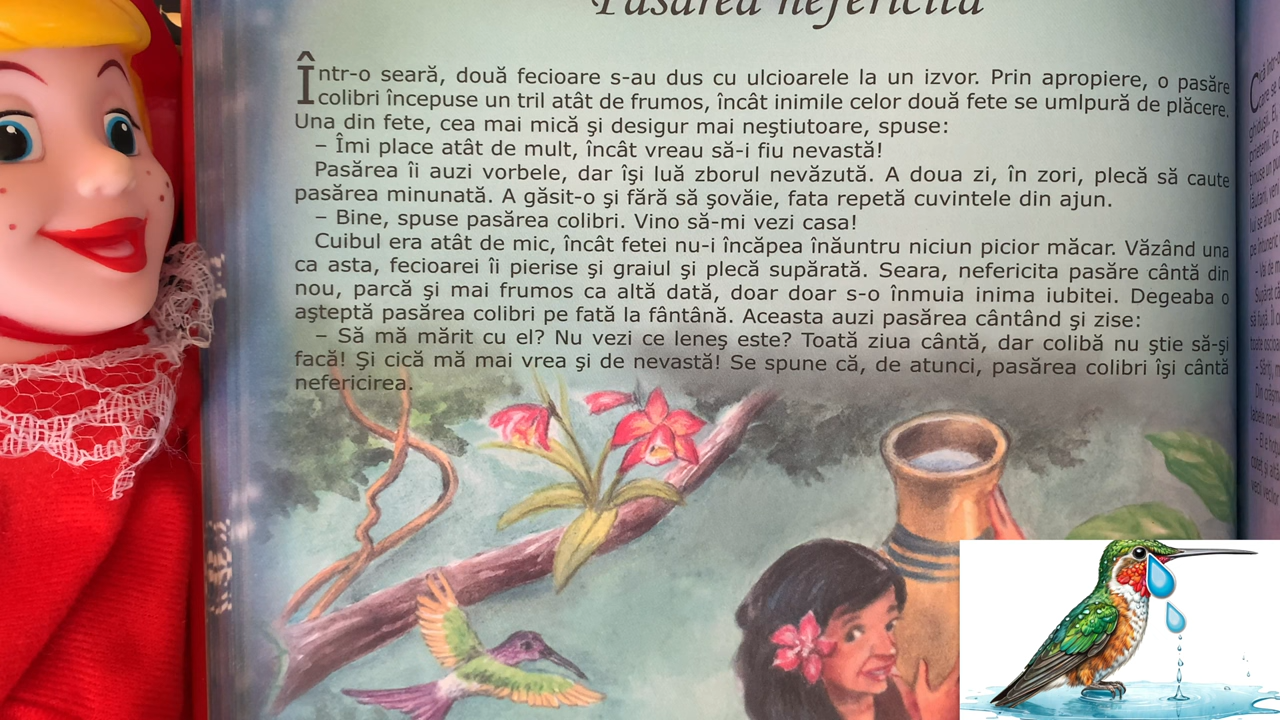 Pasărea nefericită
Într-o seară, două fecioare s-au dus cu ulcioarele la un izvor. Prin apropiere, o pasăre
colibri începuse un tril atât de frumos, încât inimile celor două fete se umlpură de plăcere.
Una din fete, cea mai mică şi desigur mai neştiutoare, spuse:
– Îmi place atât de mult, încât vreau să-i fiu nevastă!
Pasărea îi auzi vorbele, dar îşi luă zborul nevăzută. A doua zi, în zori, plecă să caute
pasărea minunată. A găsit-o şi fără să şovăie, fata repetă cuvintele din ajun.
– Bine, spuse pasărea colibri. Vino să-mi vezi casa!
Cuibul era atât de mic, încât fetei nu-i încăpea înăuntru niciun picior măcar. Văzând una
ca asta, fecioarei îi pierise şi graiul şi plecă supărată. Seara, nefericita pasăre cântă din
nou, parcă şi mai frumos ca altă dată, doar doar s-o înmuia inima iubitei. Degeaba o
aşteptă pasărea colibri pe fată la fântână. Aceasta auzi pasărea cântând şi zise:
– Să mă mărit cu el? Nu vezi ce leneş este? Toată ziua cântă, dar colibă nu ştie să-şi
facă! Şi cică mă mai vrea şi de nevastă! Se spune că, de atunci, pasărea colibri îşi cântă
nefericirea.